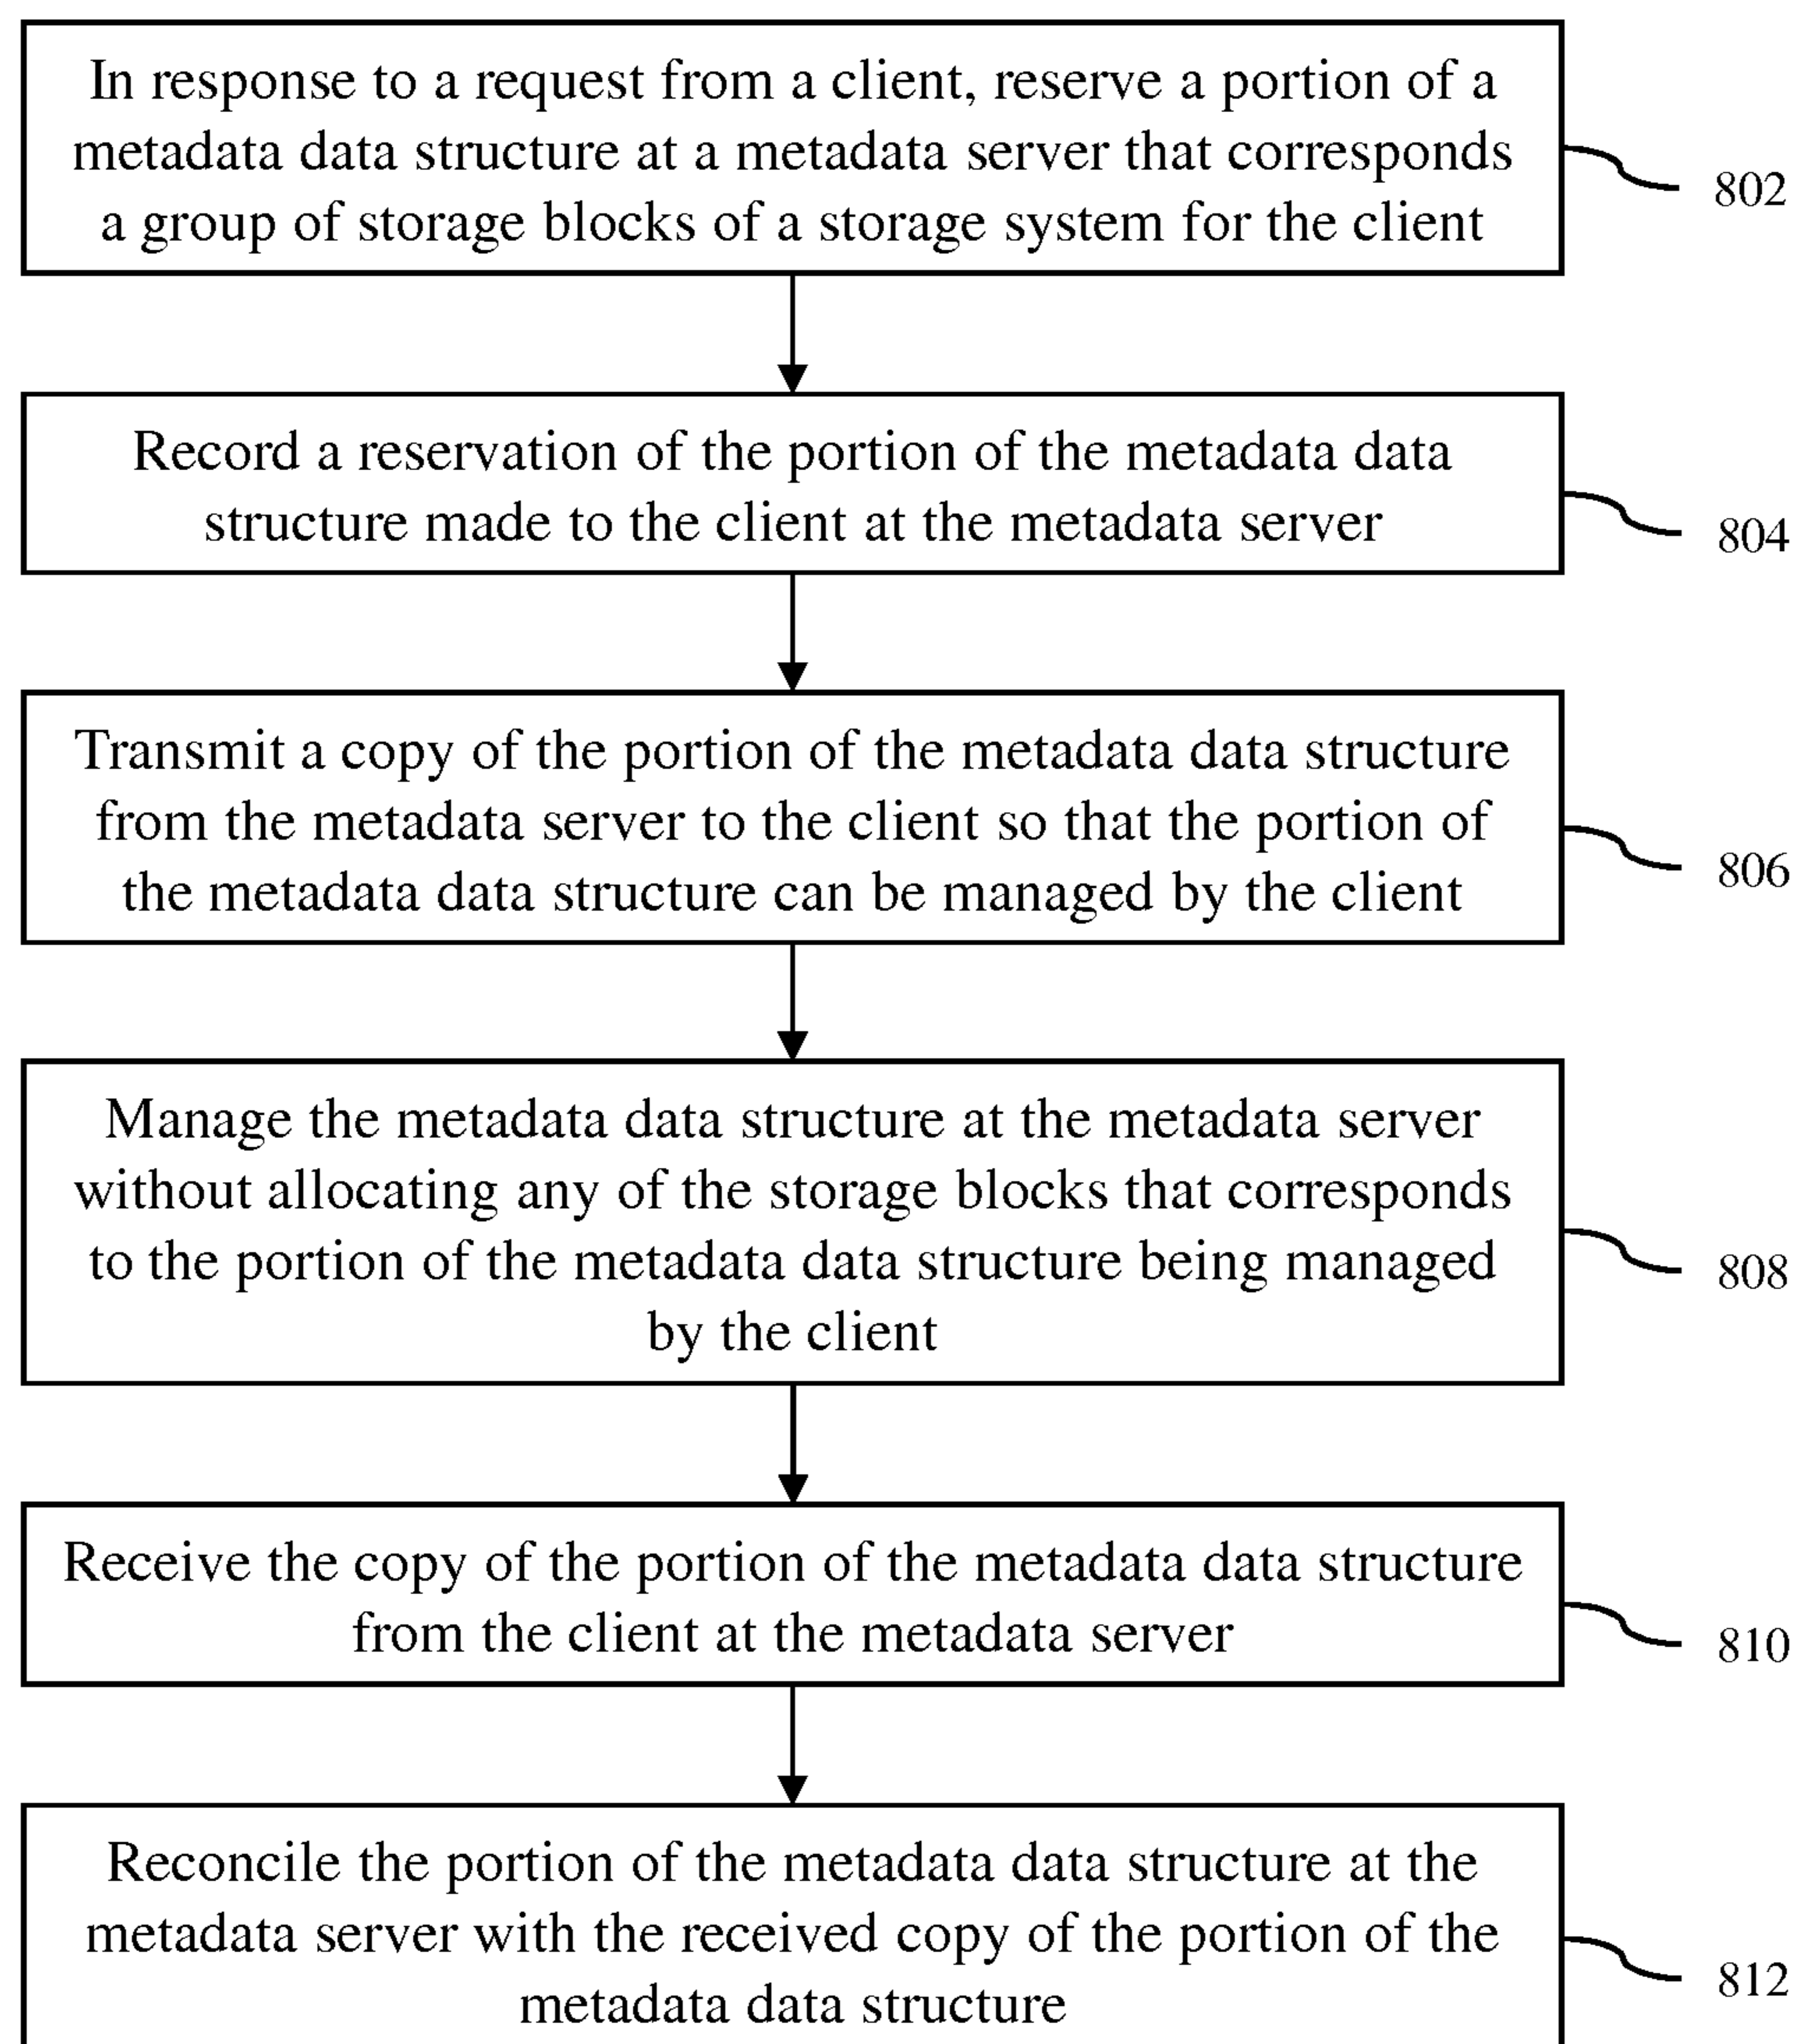 In response to a request from a client, reserve a portion of a
metadata data structure at a metadata server that corresponds
a group of storage blocks of a storage system for the client
802
Record a reservation of the portion of the metadata data
structure made to the client at the metadata server
804
Transmit a copy of the portion of the metadata data structure
from the metadata server to the client so that the portion of
the metadata data structure can be managed by the client
806
Manage the metadata data structure at the metadata server
without allocating any of the storage blocks that corresponds
to the portion of the metadata data structure being managed
by the client
808
Receive the copy of the portion of the metadata data structure
from the client at the metadata server
810
Reconcile the portion of the metadata data structure at the
metadata server with the received copy of the portion of the
metadata data structure
812